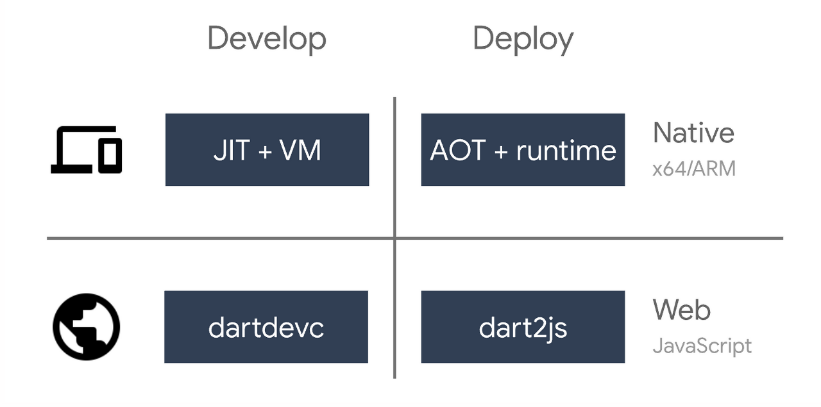 Develop
Deploy
JIT + VM
AOT + runtime
Native
x64/ARM
dartdevc
dart2js
Web
JavaScript